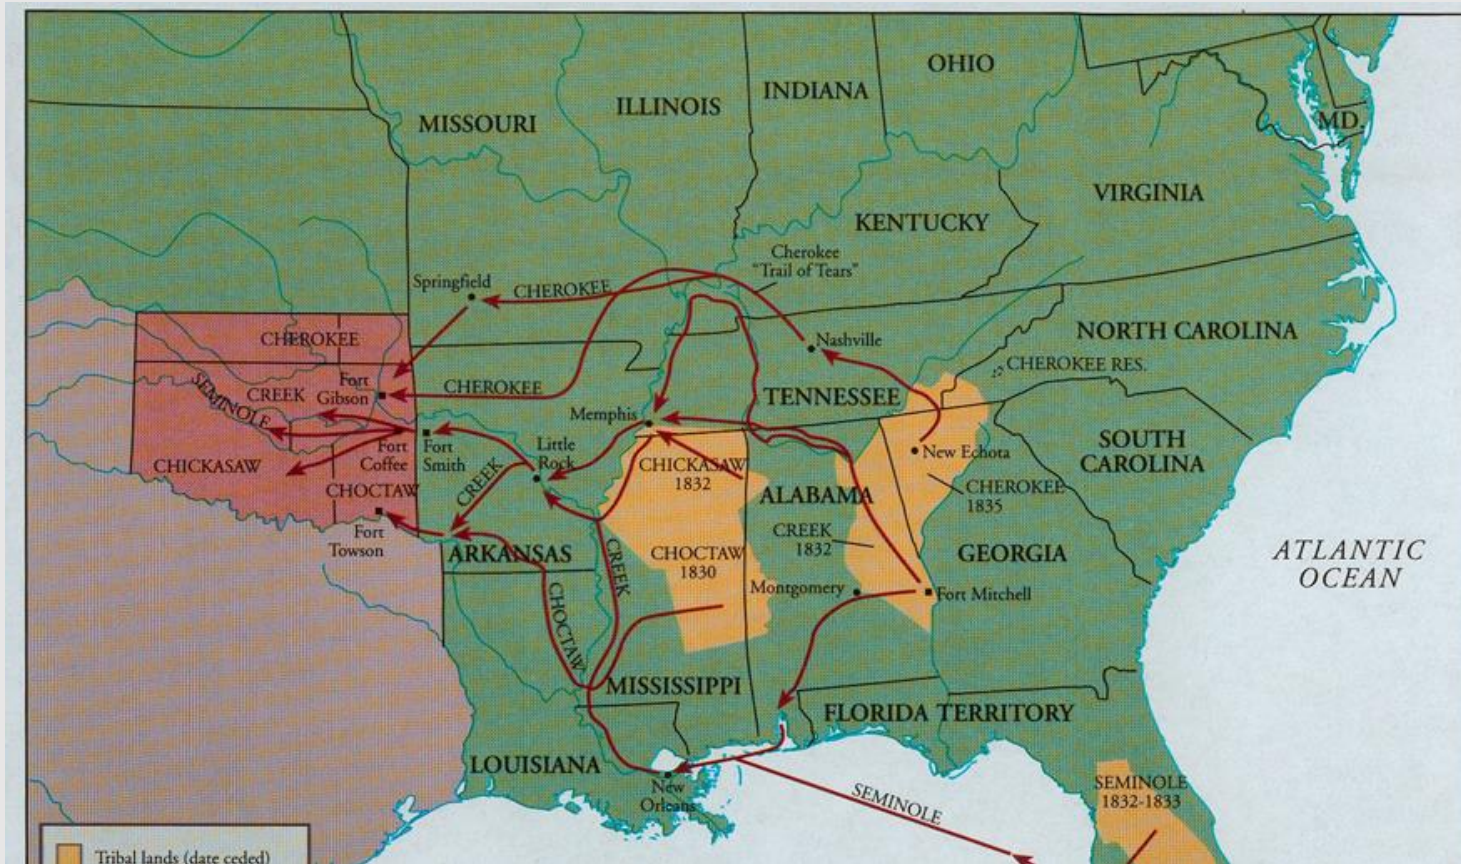 OHIO
INDIANA
ILLINOIS
MISSOURI
MD.
VIRGINIA
KENTUCKY
Cherokee
"Trail of Tears"
Springfield
CHEROKEE
NORTH CAROLINA
CHEROKEE
Nashville
CHEROKEE RES.
Fort
Gibson
CREEK
CHEROKEE
SEMINOLE
TENNESSEE
Memphis
Fort
Coffee
Fort
Smith
Little
Rock
SOUTH
CAROLINA
New Echota
CHICKASAW
CHICKASAW
1832
ALABAMA
CHEROKEE
1835
CREEK
CHOCTAW
Fort
Towson
ARKANSAS
CREEK
CHOCTAW
1830
CREEK
1832
GEORGIA
ATLANTIC
OCEAN
Montgomery
Fort Mitchell
CHOCTAW
MISSISSIPPI
FLORIDA TERRITORY
LOUISIANA
New
Orleans
SEMINOLE
SEMINOLE
1832-1833
Tribal lands (date ceded)